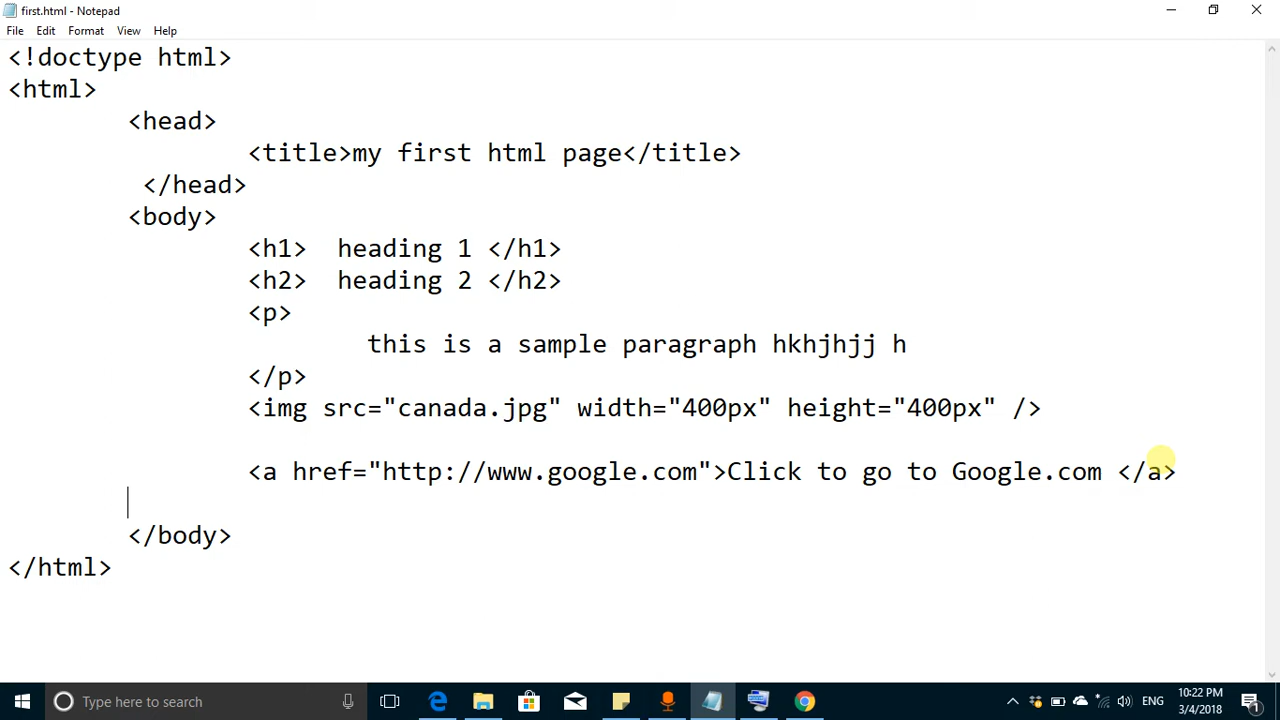 first.html - Notepad
File Edit Format View Help
<!doctype html>
<html>
<head>
<title>my first html page</title>
</head>
<body>
<h1>  heading 1 </h1>
<h2>  heading 2 </h2>
<p>
this is a sample paragraph hkhjhjj h
</p>
<img src="canada.jpg" width="400px" height="400px" />
<a href="http://www.google.com">Click to go to Google.com </a>
</body>
</html>
Type here to search
ENG
10:22 PM
3/4/2018
1